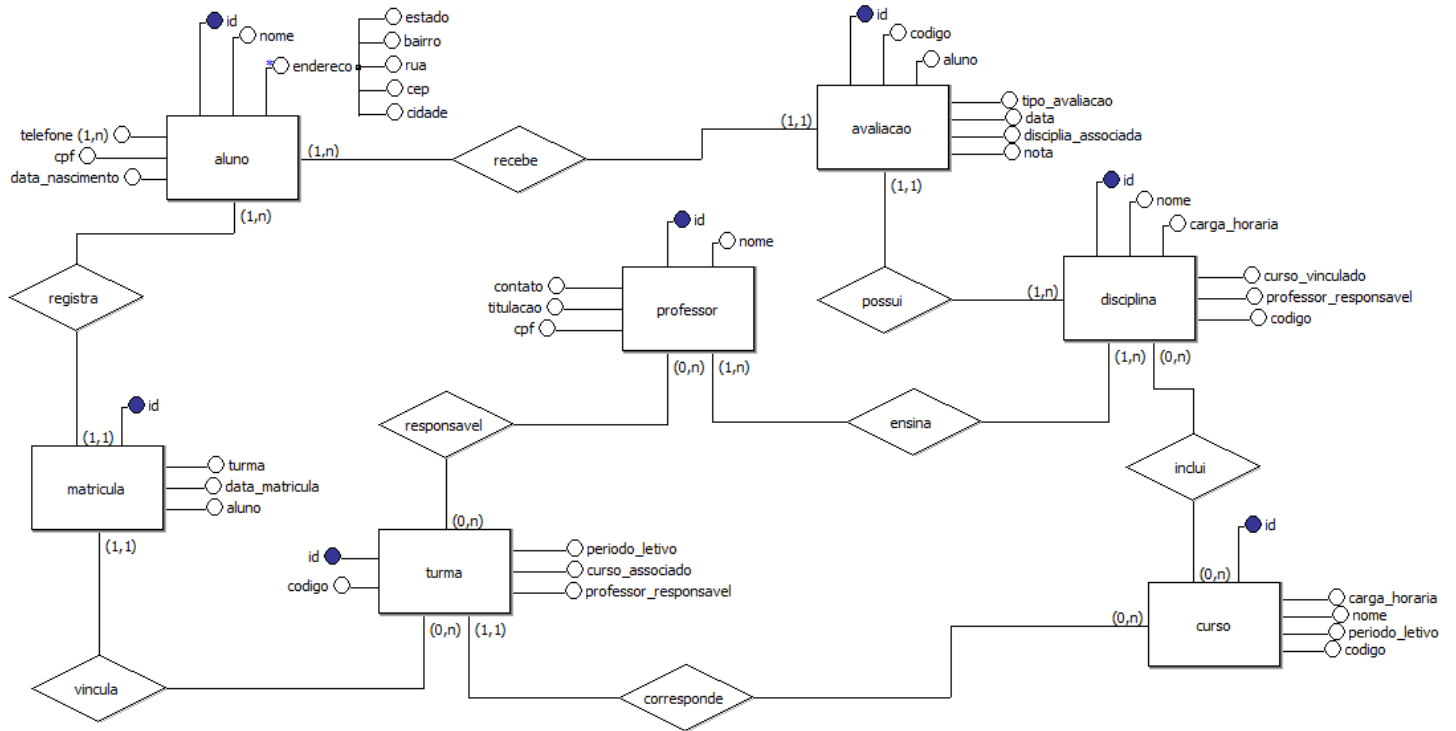 id
nome
* endereco
estado
bairro
rua
cep
cidade
telefone (1,n)
cpf
data_nascimento
aluno
(1,n)
(1,n)
recebe
(1,1)
id
codigo
aluno
avaliacao
tipo_avaliacao
data
disciplia_associada
nota
(1,1)
possui
(1,n)
id
nome
carga_horaria
disciplina
curso_vinculado
professor_responsavel
codigo
(1,n)
(0,n)
id
nome
contato
titulacao
cpf
professor
(0,n)
(1,n)
registra
responsavel
ensina
inclui
id
(1,1)
matricula
turma
data_matricula
aluno
(1,1)
(0,n)
id
codigo
turma
periodo_letivo
curso_associado
professor_responsavel
(0,n)
(1,1)
id
(0,n)
(0,n)
curso
carga_horaria
nome
periodo_letivo
codigo
vincula
corresponde